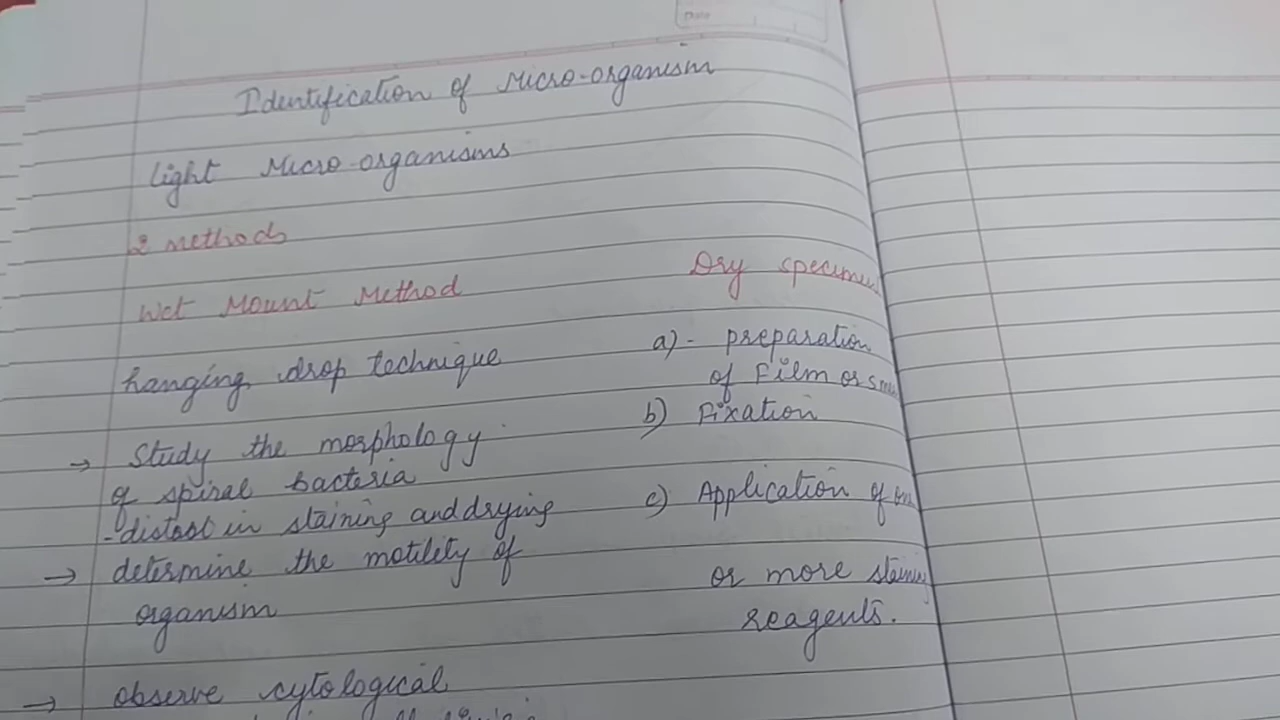 Date
Identification of Micro-organism
light Micro-organisms
2 methods
Wet Mount Method
hanging drop technique
→ Study the morphology
of spiral bacteria
- distost in staining and drying
→ determine the motility of
organism
→ observe cytological
Dry specimen
a)- preparation
of Film or
b) Fixation
c) Application of
or more staining
reagents.